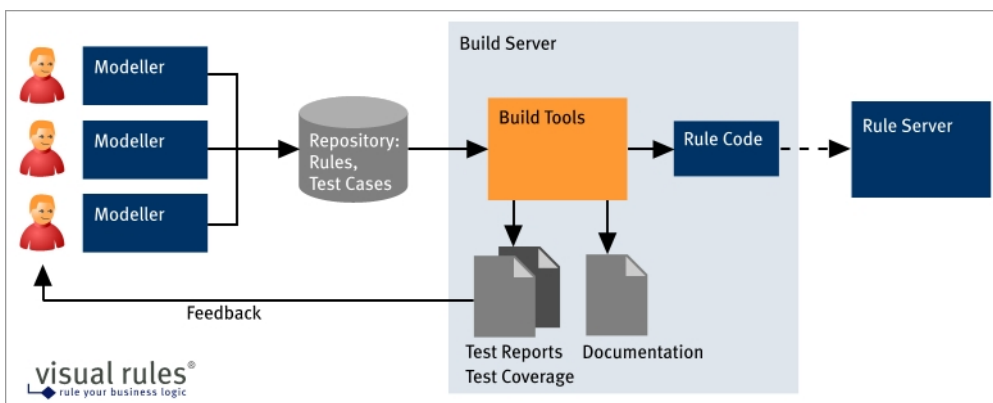 Build Server
Modeller
Modeller
Modeller
Repository:
Rules,
Test Cases
Build Tools
Rule Code
Rule Server
Feedback
Test Reports
Test Coverage
Documentation
visual rules®
rule your business logic